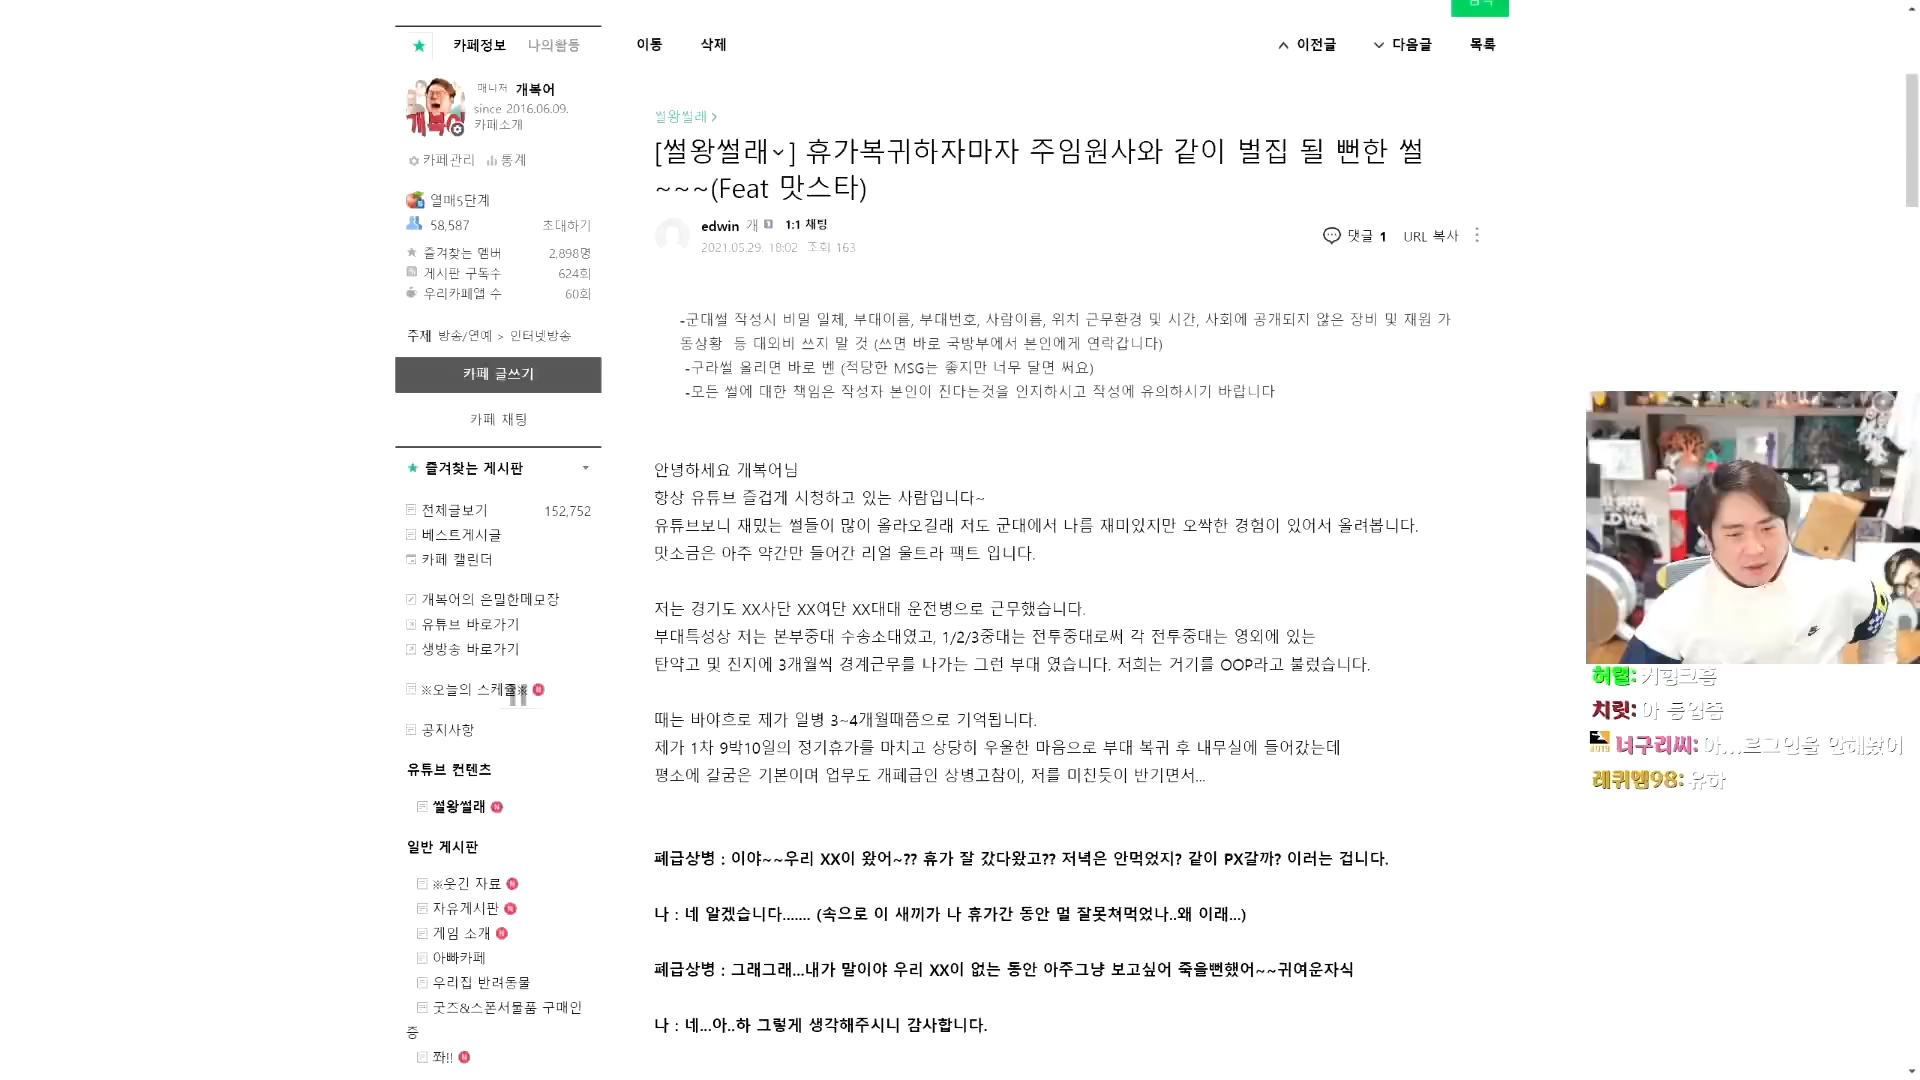 카페정보 나의활동
매니저 개복어
since 2016.06.09.
카페소개
카페관리 통계
열매5단계
58,587 초대하기
즐겨찾는 멤버 2,898명
게시판 구독수 624회
우리카페앱 수 60회
주제 방송/연예 > 인터넷방송
카페 글쓰기
카페 채팅
즐겨찾는 게시판
전체글보기 152,752
베스트게시글
카페 캘린더
개복어의 은밀한메모장
유튜브 바로가기
생방송 바로가기
※오늘의 스케줄※
공지사항
유튜브 컨텐츠
썰왕썰래
일반 게시판
※웃긴 자료
자유게시판
게임 소개
아빠카페
우리집 반려동물
굿즈&스폰서물품 구매인
증
쫘!!
이동 삭제 이전글 다음글 목록
썰왕썰래 >
[썰왕썰래⌄] 휴가복귀하자마자 주임원사와 같이 벌집 될 뻔한 썰
~~~(Feat 맛스타)
edwin 개 1:1 채팅
2021.05.29. 18:02 조회 163
댓글 1 URL 복사
-군대썰 작성시 비밀 일체, 부대이름, 부대번호, 사람이름, 위치 근무환경 및 시간, 사회에 공개되지 않은 장비 및 재원 가
동상황 등 대외비 쓰지 말 것 (쓰면 바로 국방부에서 본인에게 연락갑니다)
-구라썰 올리면 바로 벤 (적당한 MSG는 좋지만 너무 달면 써요)
-모든 썰에 대한 책임은 작성자 본인이 진다는것을 인지하시고 작성에 유의하시기 바랍니다
안녕하세요 개복어님
항상 유튜브 즐겁게 시청하고 있는 사람입니다~
유튜브보니 재밌는 썰들이 많이 올라오길래 저도 군대에서 나름 재미있지만 오싹한 경험이 있어서 올려봅니다.
맛소금은 아주 약간만 들어간 리얼 울트라 팩트 입니다.
저는 경기도 XX사단 XX여단 XX대대 운전병으로 근무했습니다.
부대특성상 저는 본부중대 수송소대였고, 1/2/3중대는 전투중대로써 각 전투중대는 영외에 있는
탄약고 및 진지에 3개월씩 경계근무를 나가는 그런 부대 였습니다. 저희는 거기를 OOP라고 불렀습니다.
때는 바야흐로 제가 일병 3~4개월때쯤으로 기억됩니다.
제가 1차 9박10일의 정기휴가를 마치고 상당히 우울한 마음으로 부대 복귀 후 내무실에 들어갔는데
평소에 갈굼은 기본이며 업무도 개폐급인 상병고참이, 저를 미친듯이 반기면서...
폐급상병 : 이야~~우리 XX이 왔어~?? 휴가 잘 갔다왔고?? 저녁은 안먹었지? 같이 PX갈까? 이러는 겁니다.
나 : 네 알겠습니다....... (속으로 이 새끼가 나 휴가간 동안 멀 잘못쳐먹었나..왜 이래...)
폐급상병 : 그래그래...내가 말이야 우리 XX이 없는 동안 아주그냥 보고싶어 죽을뻔했어~~귀여운자식
나 : 네...아..하 그렇게 생각해주시니 감사합니다.
치릿:
너구리씨: 아...로그인을 안해놨어
레퀴엠98: 유하